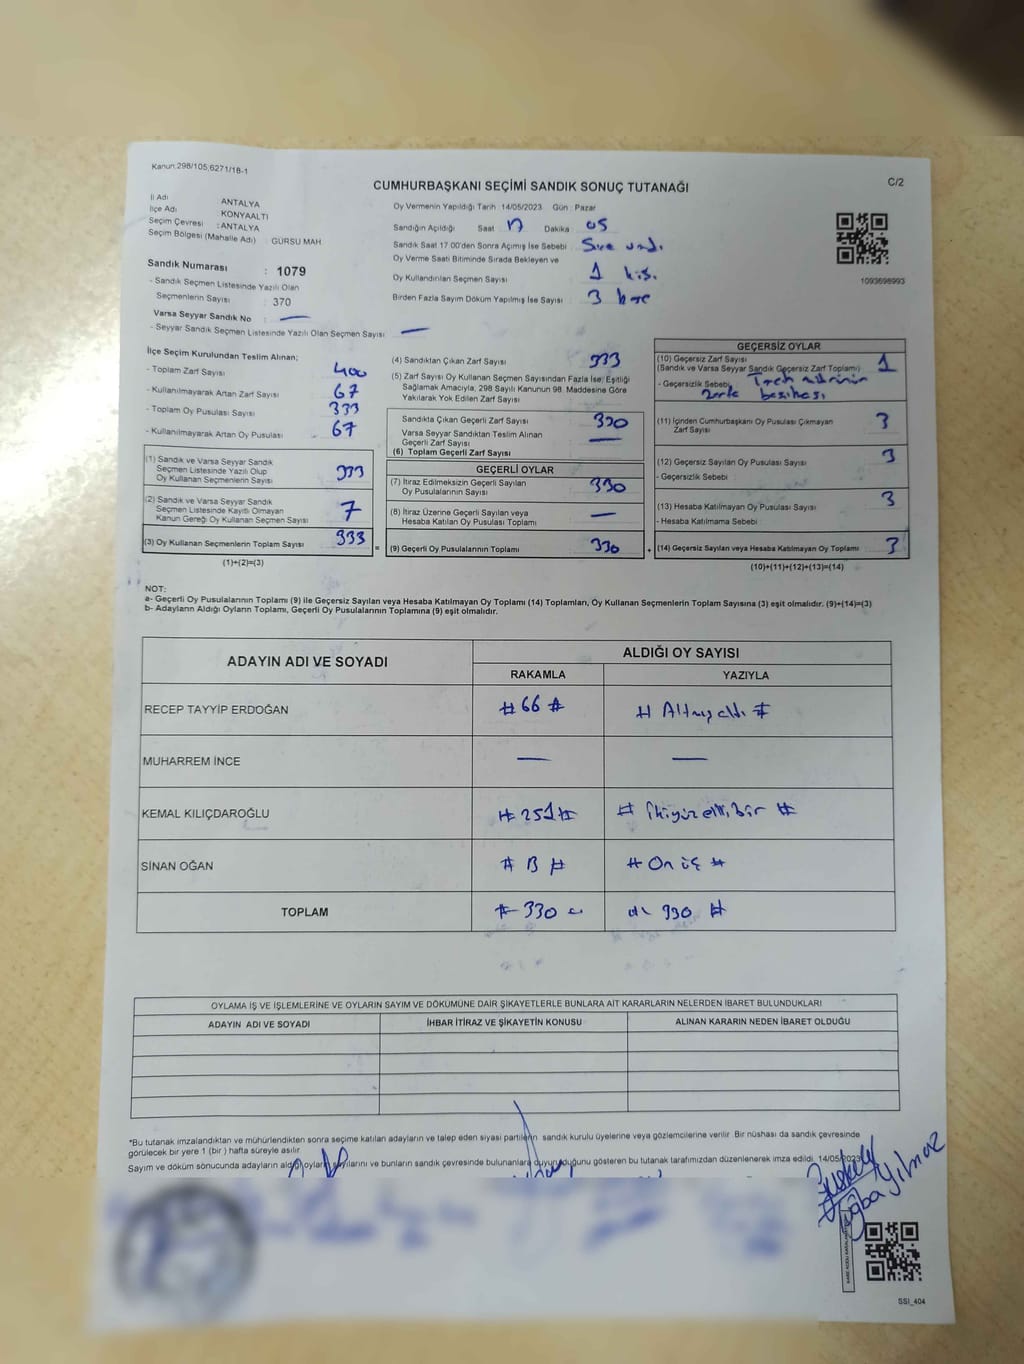 Kanun:298/105,6271/18-1
C/2
CUMHURBAŞKANI SEÇİMİ SANDIK SONUÇ TUTANAĞI
İl Adı ANTALYA
İlçe Adı KONYAALTI
Seçim Çevresi : ANTALYA
Seçim Bölgesi (Mahalle Adı) : GÜRSU MAH.
Sandık Numarası : 1079
- Sandık Seçmen Listesinde Yazılı Olan
Seçmenlerin Sayısı : 370
Varsa Seyyar Sandık No —
- Seyyar Sandık Seçmen Listesinde Yazılı Olan Seçmen Sayısı : —
Oy Vermenin Yapıldığı Tarih : 14/05/2023 Gün : Pazar
Sandığın Açıldığı Saat 17 Dakika 05
Sandık Saat 17.00'den Sonra Açılmış İse Sebebi : Sıra vardı.
Oy Verme Saati Bitiminde Sırada Bekleyen ve
Oy Kullandırılan Seçmen Sayısı : 1 kişi
Birden Fazla Sayım Döküm Yapılmış İse Sayısı : 3 kere
1093698993
İlçe Seçim Kurulundan Teslim Alınan;
- Toplam Zarf Sayısı : 400
- Kullanılmayarak Artan Zarf Sayısı : 67
- Toplam Oy Pusulası Sayısı : 333
- Kullanılmayarak Artan Oy Pusulası : 67
(1) Sandık ve Varsa Seyyar Sandık
Seçmen Listesinde Yazılı Olup
Oy Kullanan Seçmenlerin Sayısı : 333
(2) Sandık ve Varsa Seyyar Sandık
Seçmen Listesinde Kayıtlı Olmayan
Kanun Gereği Oy Kullanan Seçmen Sayısı : 7
(3) Oy Kullanan Seçmenlerin Toplam Sayısı : 333
(1)+(2)=(3)
(4) Sandıktan Çıkan Zarf Sayısı : 333
(5) Zarf Sayısı Oy Kullanan Seçmen Sayısından Fazla İse; Eşitliği
Sağlamak Amacıyla, 298 Sayılı Kanunun 98. Maddesine Göre
Yakılarak Yok Edilen Zarf Sayısı :
Sandıkta Çıkan Geçerli Zarf Sayısı : 330
Varsa Seyyar Sandıktan Teslim Alınan
Geçerli Zarf Sayısı : —
(6) Toplam Geçerli Zarf Sayısı :
GEÇERLİ OYLAR
(7) İtiraz Edilmeksizin Geçerli Sayılan
Oy Pusulalarının Sayısı : 330
(8) İtiraz Üzerine Geçerli Sayılan veya
Hesaba Katılan Oy Pusulası Toplamı : —
= (9) Geçerli Oy Pusulalarının Toplamı : 330
GEÇERSİZ OYLAR
(10) Geçersiz Zarf Sayısı : 1
(Sandık ve Varsa Seyyar Sandık Geçersiz Zarf Toplamı)
- Geçersizlik Sebebi :
(11) İçinden Cumhurbaşkanı Oy Pusulası Çıkmayan
Zarf Sayısı : 3
(12) Geçersiz Sayılan Oy Pusulası Sayısı : 3
- Geçersizlik Sebebi :
(13) Hesaba Katılmayan Oy Pusulası Sayısı : 3
- Hesaba Katılmama Sebebi :
+ (14) Geçersiz Sayılan veya Hesaba Katılmayan Oy Toplamı : 3
(10)+(11)+(12)+(13)=(14)
NOT:
a- Geçerli Oy Pusulalarının Toplamı (9) ile Geçersiz Sayılan veya Hesaba Katılmayan Oy Toplamı (14) Toplamları, Oy Kullanan Seçmenlerin Toplam Sayısına (3) eşit olmalıdır. (9)+(14)=(3)
b- Adayların Aldığı Oyların Toplamı, Geçerli Oy Pusulalarının Toplamına (9) eşit olmalıdır.
ADAYIN ADI VE SOYADI ALDIĞI OY SAYISI
RAKAMLA YAZIYLA
RECEP TAYYİP ERDOĞAN # 66 # # Altmışaltı #
MUHARREM İNCE — —
KEMAL KILIÇDAROĞLU # 251 # # İkiyüzellibir #
SİNAN OĞAN # 13 # # On üç #
TOPLAM # 330 # # 330 #
OYLAMA İŞ VE İŞLEMLERİNE VE OYLARIN SAYIM VE DÖKÜMÜNE DAİR ŞİKAYETLERLE BUNLARA AİT KARARLARIN NELERDEN İBARET BULUNDUKLARI
ADAYIN ADI VE SOYADI İHBAR İTİRAZ VE ŞİKAYETİN KONUSU ALINAN KARARIN NEDEN İBARET OLDUĞU
*Bu tutanak imzalandıktan ve mühürlendikten sonra seçime katılan adayların ve talep eden siyasi partilerin sandık kurulu üyelerine veya gözlemcilerine verilir. Bir nüshası da sandık çevresinde
görülecek bir yere 1 (bir ) hafta süreyle asılır.
Sayım ve döküm sonucunda adayların aldığı oyların sayılarını ve bunların sandık çevresinde bulunanlara duyurulduğunu gösteren bu tutanak tarafımızdan düzenlenerek imza edildi. 14/05/2023
Tuğba Yılmaz
SSI_404